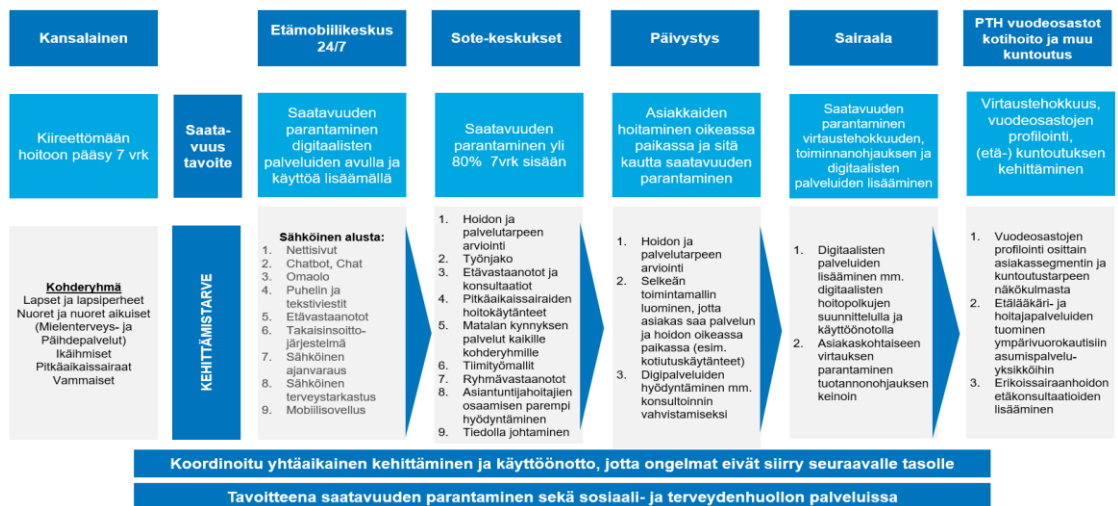 Kansalainen
Etämobiilikeskus
24/7
Sote-keskukset
Päivystys
Sairaala
PTH vuodeosastot
kotihoito ja muu
kuntoutus
Kiireettömään
hoitoon pääsy 7 vrk
Saata-
vuus
tavoite
Saatavuuden
parantaminen
digitaalisten
palveluiden avulla ja
käyttöä lisäämällä
Saatavuuden
parantaminen yli
80% 7vrk sisään
Asiakkaiden
hoitaminen oikeassa
paikassa ja sitä
kautta saatavuuden
parantaminen
Saatavuuden
parantaminen
virtaustehokkuuden,
toiminnanohjauksen ja
digitaalisten
palveluiden lisääminen
Virtaustehokkuus,
vuodeosastojen
profilointi,
(etä-) kuntoutuksen
kehittäminen
Kohderyhmä
Lapset ja lapsiperheet
Nuoret ja nuoret aikuiset
(Mielenterveys- ja
Päihdepalvelut)
Ikäihmiset
Pitkäaikaissairaat
Vammaiset
KEHITTÄMISTARVE
Sähköinen alusta:
1. Nettisivut
2. Chatbot, Chat
3. Omaolo
4. Puhelin ja
tekstiviestit
5. Etävastaanotot
6. Takaisinsoitto-
järjestelmä
7. Sähköinen
ajanvaraus
8. Sähköinen
terveystarkastus
9. Mobiilisovellus
1. Hoidon ja
palvelutarpeen
arviointi
2. Työnjako
3. Etävastaanotot ja
konsultaatiot
4. Pitkäaikaissairaiden
hoitokäytänteet
5. Matalan kynnyksen
palvelut kaikille
kohderyhmille
6. Tiimityömallit
7. Ryhmävastaanotot
8. Asiantuntijahoitajien
osaamisen parempi
hyödyntäminen
9. Tiedolla johtaminen
1. Hoidon ja
palvelutarpeen
arviointi
2. Selkeän
toimintamallin
luominen, jotta
asiakas saa palvelun
ja hoidon oikeassa
paikassa (esim.
kotiutuskäytänteet)
3. Digipalveluiden
hyödyntäminen mm.
konsultoinnin
vahvistamiseksi
1. Digitaalisten
palveluiden
lisääminen mm.
digitaalisten
hoitopolkujen
suunnittelulla ja
käyttöönotolla
2. Asiakaskohtaiseen
virtauksen
parantaminen
tuotannonohjauksen
keinoin
1. Vuodeosastojen
profilointi osittain
asiakassegmentin ja
kuntoutustarpeen
näkökulmasta
2. Etälääkäri- ja
hoitajapalveluiden
tuominen
ympärivuorokautisiin
asumispalvelu-
yksikköihin
3. Erikoissairaanhoidon
etäkonsultaatioiden
lisääminen
Koordinoitu yhtäaikainen kehittäminen ja käyttöönotto, jotta ongelmat eivät siirry seuraavalle tasolle
Tavoitteena saatavuuden parantaminen sekä sosiaali- ja terveydenhuollon palveluissa